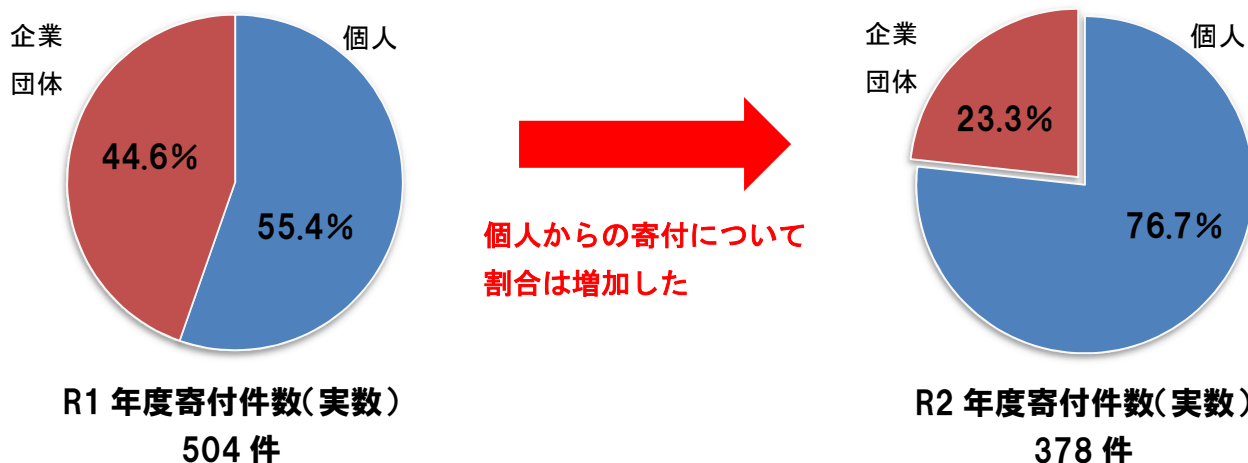 企業
団体
個人
44.6%
55.4%
R1 年度寄付件数(実数)
504 件
個人からの寄付について
割合は増加した
企業
団体
個人
23.3%
76.7%
R2 年度寄付件数(実数)
378 件